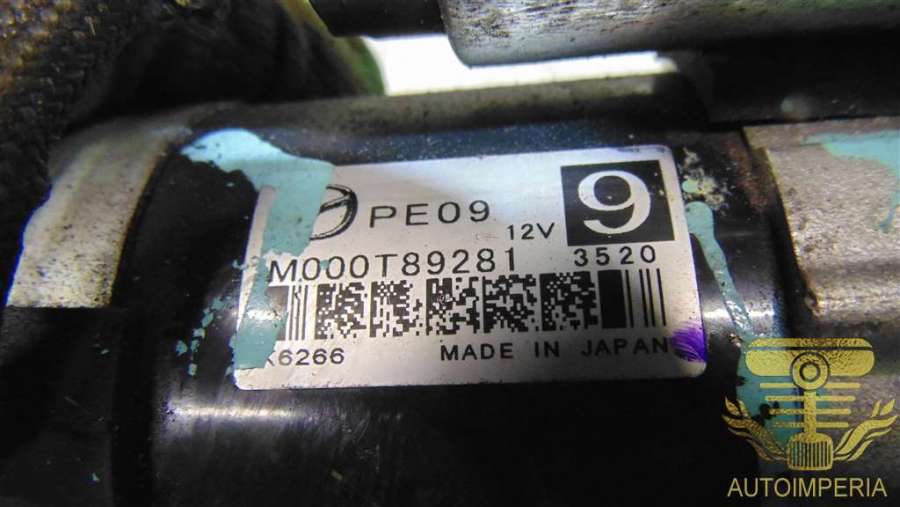 PE09
12V
9
M000T89281
3520
K6266
MADE IN JAPAN
AUTOIMPERIA